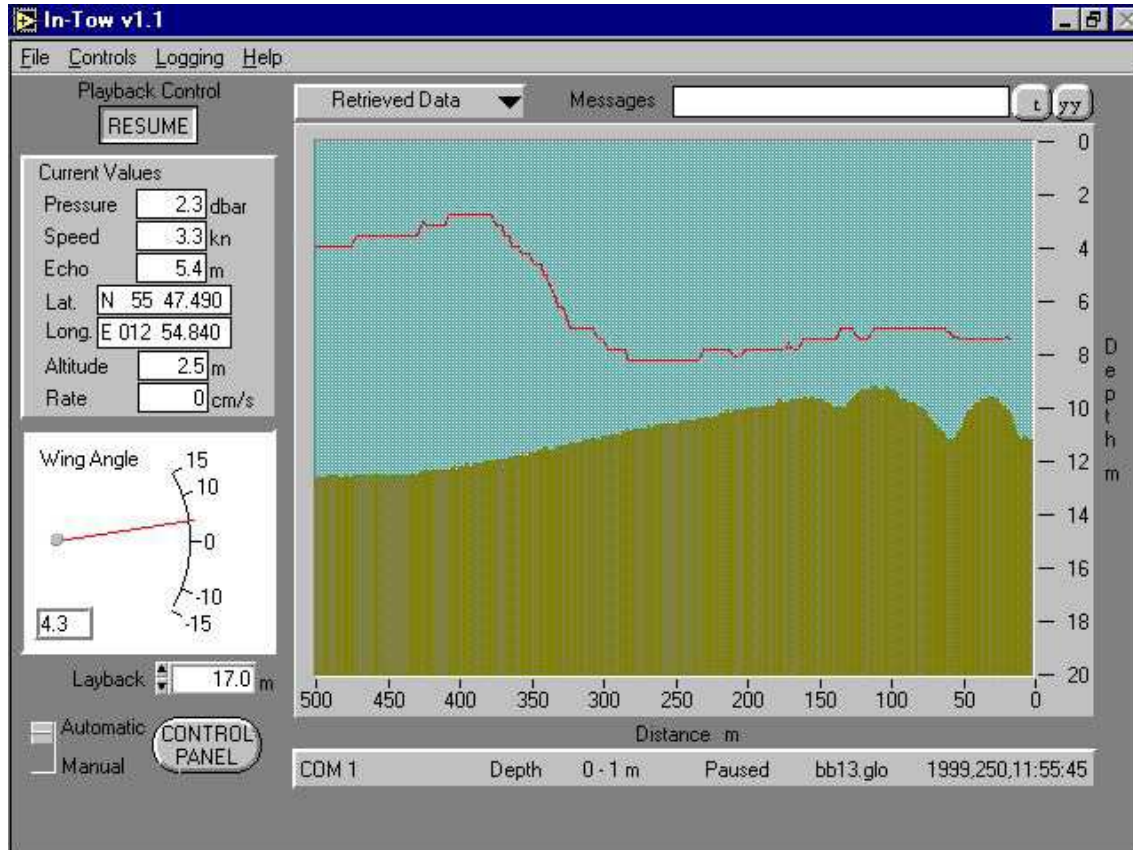 In-Tow v1.1
File Controls Logging Help
Playback Control
RESUME
Retrieved Data
Messages
t
yy
Current Values
Pressure 2.3 dbar
Speed 3.3 kn
Echo 5.4 m
Lat. N 55 47.490
Long. E 012 54.840
Altitude 2.5 m
Rate 0 cm/s
Wing Angle
15
10
0
-10
-15
4.3
Layback 17.0 m
Automatic
Manual
CONTROL
PANEL
0
2
4
6
8
10
12
14
16
18
20
Depth m
500 450 400 350 300 250 200 150 100 50 0
Distance m
COM 1 Depth 0 - 1 m Paused bb13.glo 1999,250,11:55:45